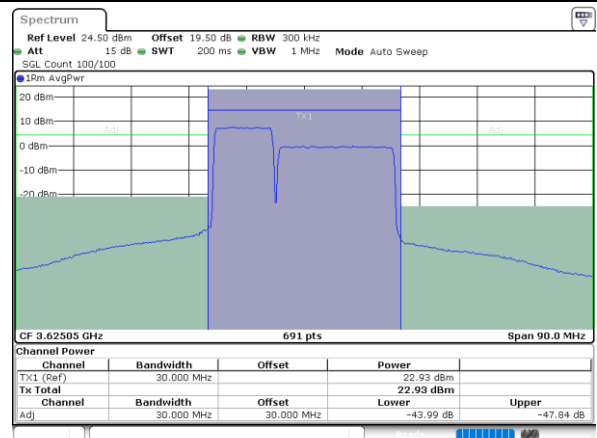 Spectrum
Ref Level 24.50 dBm Offset 19.50 dB RBW 300 kHz
Att 15 dB SWT 200 ms VBW 1 MHz Mode Auto Sweep
SGL Count 100/100
1Rm AvgPwr
20 dBm
TX1
10 dBm
Adj Adj
0 dBm
-10 dBm
-20 dBm
CF 3.62505 GHz 691 pts Span 90.0 MHz
Channel Power
Channel Bandwidth Offset Power
TX1 (Ref) 30.000 MHz 22.93 dBm
Tx Total 22.93 dBm
Channel Bandwidth Offset Lower Upper
Adj 30.000 MHz 30.000 MHz -43.99 dB -47.84 dB